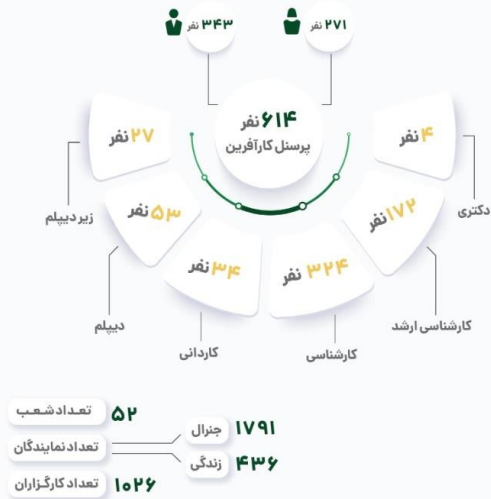 ۲۷۱ نفر
۳۴۳ نفر
۶۱۴ نفر
پرسنل کارآفرین
۴ نفر
دکتری
۱۷۲ نفر
کارشناسی ارشد
۳۲۴ نفر
کارشناسی
۳۴ نفر
کاردانی
۵۳ نفر
دیپلم
۲۷ نفر
زیر دیپلم
تعداد شعب ۵۲
تعداد نمایندگان
جنرال ۱۷۹۱
زندگی ۴۳۶
تعداد کارگزاران ۱۰۲۶